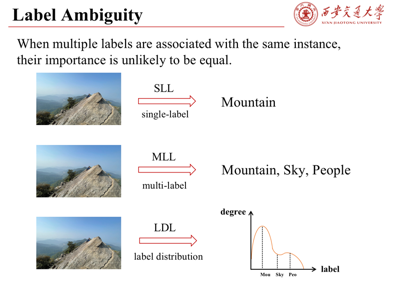 Label Ambiguity
西安交通大学
XI'AN JIAOTONG UNIVERSITY
When multiple labels are associated with the same instance,
their importance is unlikely to be equal.
SLL
single-label
Mountain
MLL
multi-label
Mountain, Sky, People
LDL
label distribution
degree
label
Mou Sky Peo